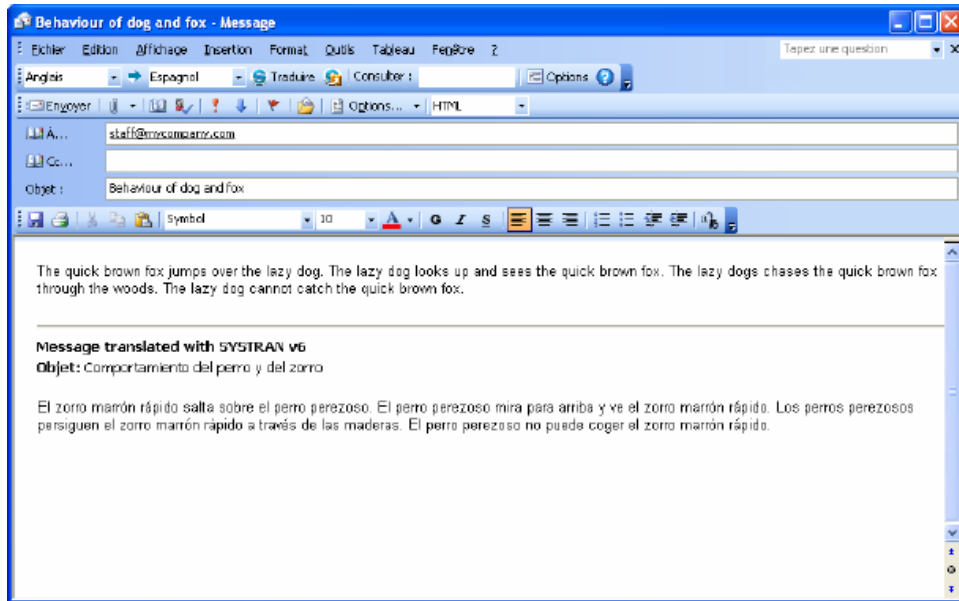 Behaviour of dog and fox - Message
Fichier Edition Affichage Insertion Format Outils Tableau Fenêtre ? Tapez une question
Anglais Espagnol Traduire Consulter : Options
Envoyer Options... HTML
À... staff@mycompany.com
Cc...
Objet : Behaviour of dog and fox
Symbol 10 A G I S
The quick brown fox jumps over the lazy dog. The lazy dog looks up and sees the quick brown fox. The lazy dogs chases the quick brown fox
through the woods. The lazy dog cannot catch the quick brown fox.
Message translated with SYSTRAN v6
Objet: Comportamiento del perro y del zorro
El zorro marrón rápido salta sobre el perro perezoso. El perro perezoso mira para arriba y ve el zorro marrón rápido. Los perros perezosos
persiguen el zorro marrón rápido a través de las maderas. El perro perezoso no puede coger el zorro marrón rápido.